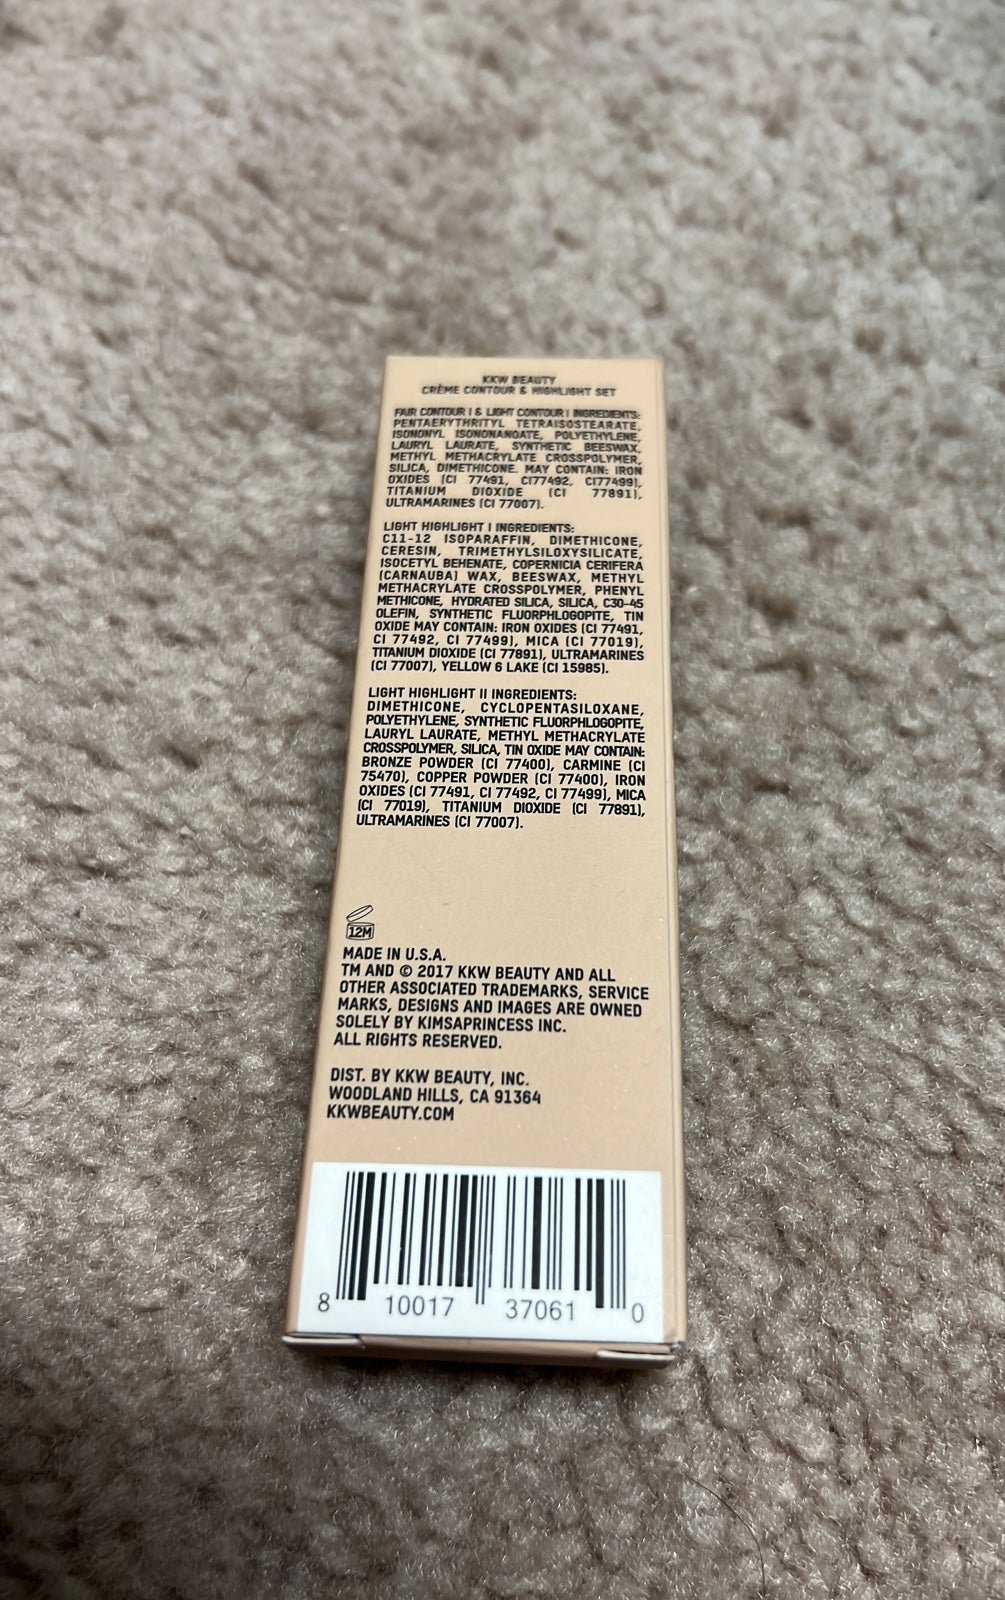 KKW BEAUTY
CRÈME CONTOUR & HIGHLIGHT SET
FAIR CONTOUR I & LIGHT CONTOUR I INGREDIENTS:
PENTAERYTHRITYL TETRAISOSTEARATE,
ISONONYL ISONONANOATE, POLYETHYLENE,
LAURYL LAURATE, SYNTHETIC BEESWAX,
METHYL METHACRYLATE CROSSPOLYMER,
SILICA, DIMETHICONE. MAY CONTAIN: IRON
OXIDES (CI 77491, CI77492, CI77499),
TITANIUM DIOXIDE (CI 77891),
ULTRAMARINES (CI 77007).
LIGHT HIGHLIGHT I INGREDIENTS:
C11-12 ISOPARAFFIN, DIMETHICONE,
CERESIN, TRIMETHYLSILOXYSILICATE,
ISOCETYL BEHENATE, COPERNICIA CERIFERA
(CARNAUBA) WAX, BEESWAX, METHYL
METHACRYLATE CROSSPOLYMER, PHENYL
METHICONE, HYDRATED SILICA, SILICA, C30-45
OLEFIN, SYNTHETIC FLUORPHLOGOPITE, TIN
OXIDE MAY CONTAIN: IRON OXIDES (CI 77491,
CI 77492, CI 77499), MICA (CI 77019),
TITANIUM DIOXIDE (CI 77891), ULTRAMARINES
(CI 77007), YELLOW 6 LAKE (CI 15985).
LIGHT HIGHLIGHT II INGREDIENTS:
DIMETHICONE, CYCLOPENTASILOXANE,
POLYETHYLENE, SYNTHETIC FLUORPHLOGOPITE,
LAURYL LAURATE, METHYL METHACRYLATE
CROSSPOLYMER, SILICA, TIN OXIDE MAY CONTAIN:
BRONZE POWDER (CI 77400), CARMINE (CI
75470), COPPER POWDER (CI 77400), IRON
OXIDES (CI 77491, CI 77492, CI 77499), MICA
(CI 77019), TITANIUM DIOXIDE (CI 77891),
ULTRAMARINES (CI 77007).
12M
MADE IN U.S.A.
TM AND © 2017 KKW BEAUTY AND ALL
OTHER ASSOCIATED TRADEMARKS, SERVICE
MARKS, DESIGNS AND IMAGES ARE OWNED
SOLELY BY KIMSAPRINCESS INC.
ALL RIGHTS RESERVED.
DIST. BY KKW BEAUTY, INC.
WOODLAND HILLS, CA 91364
KKWBEAUTY.COM
8 10017 37061 0